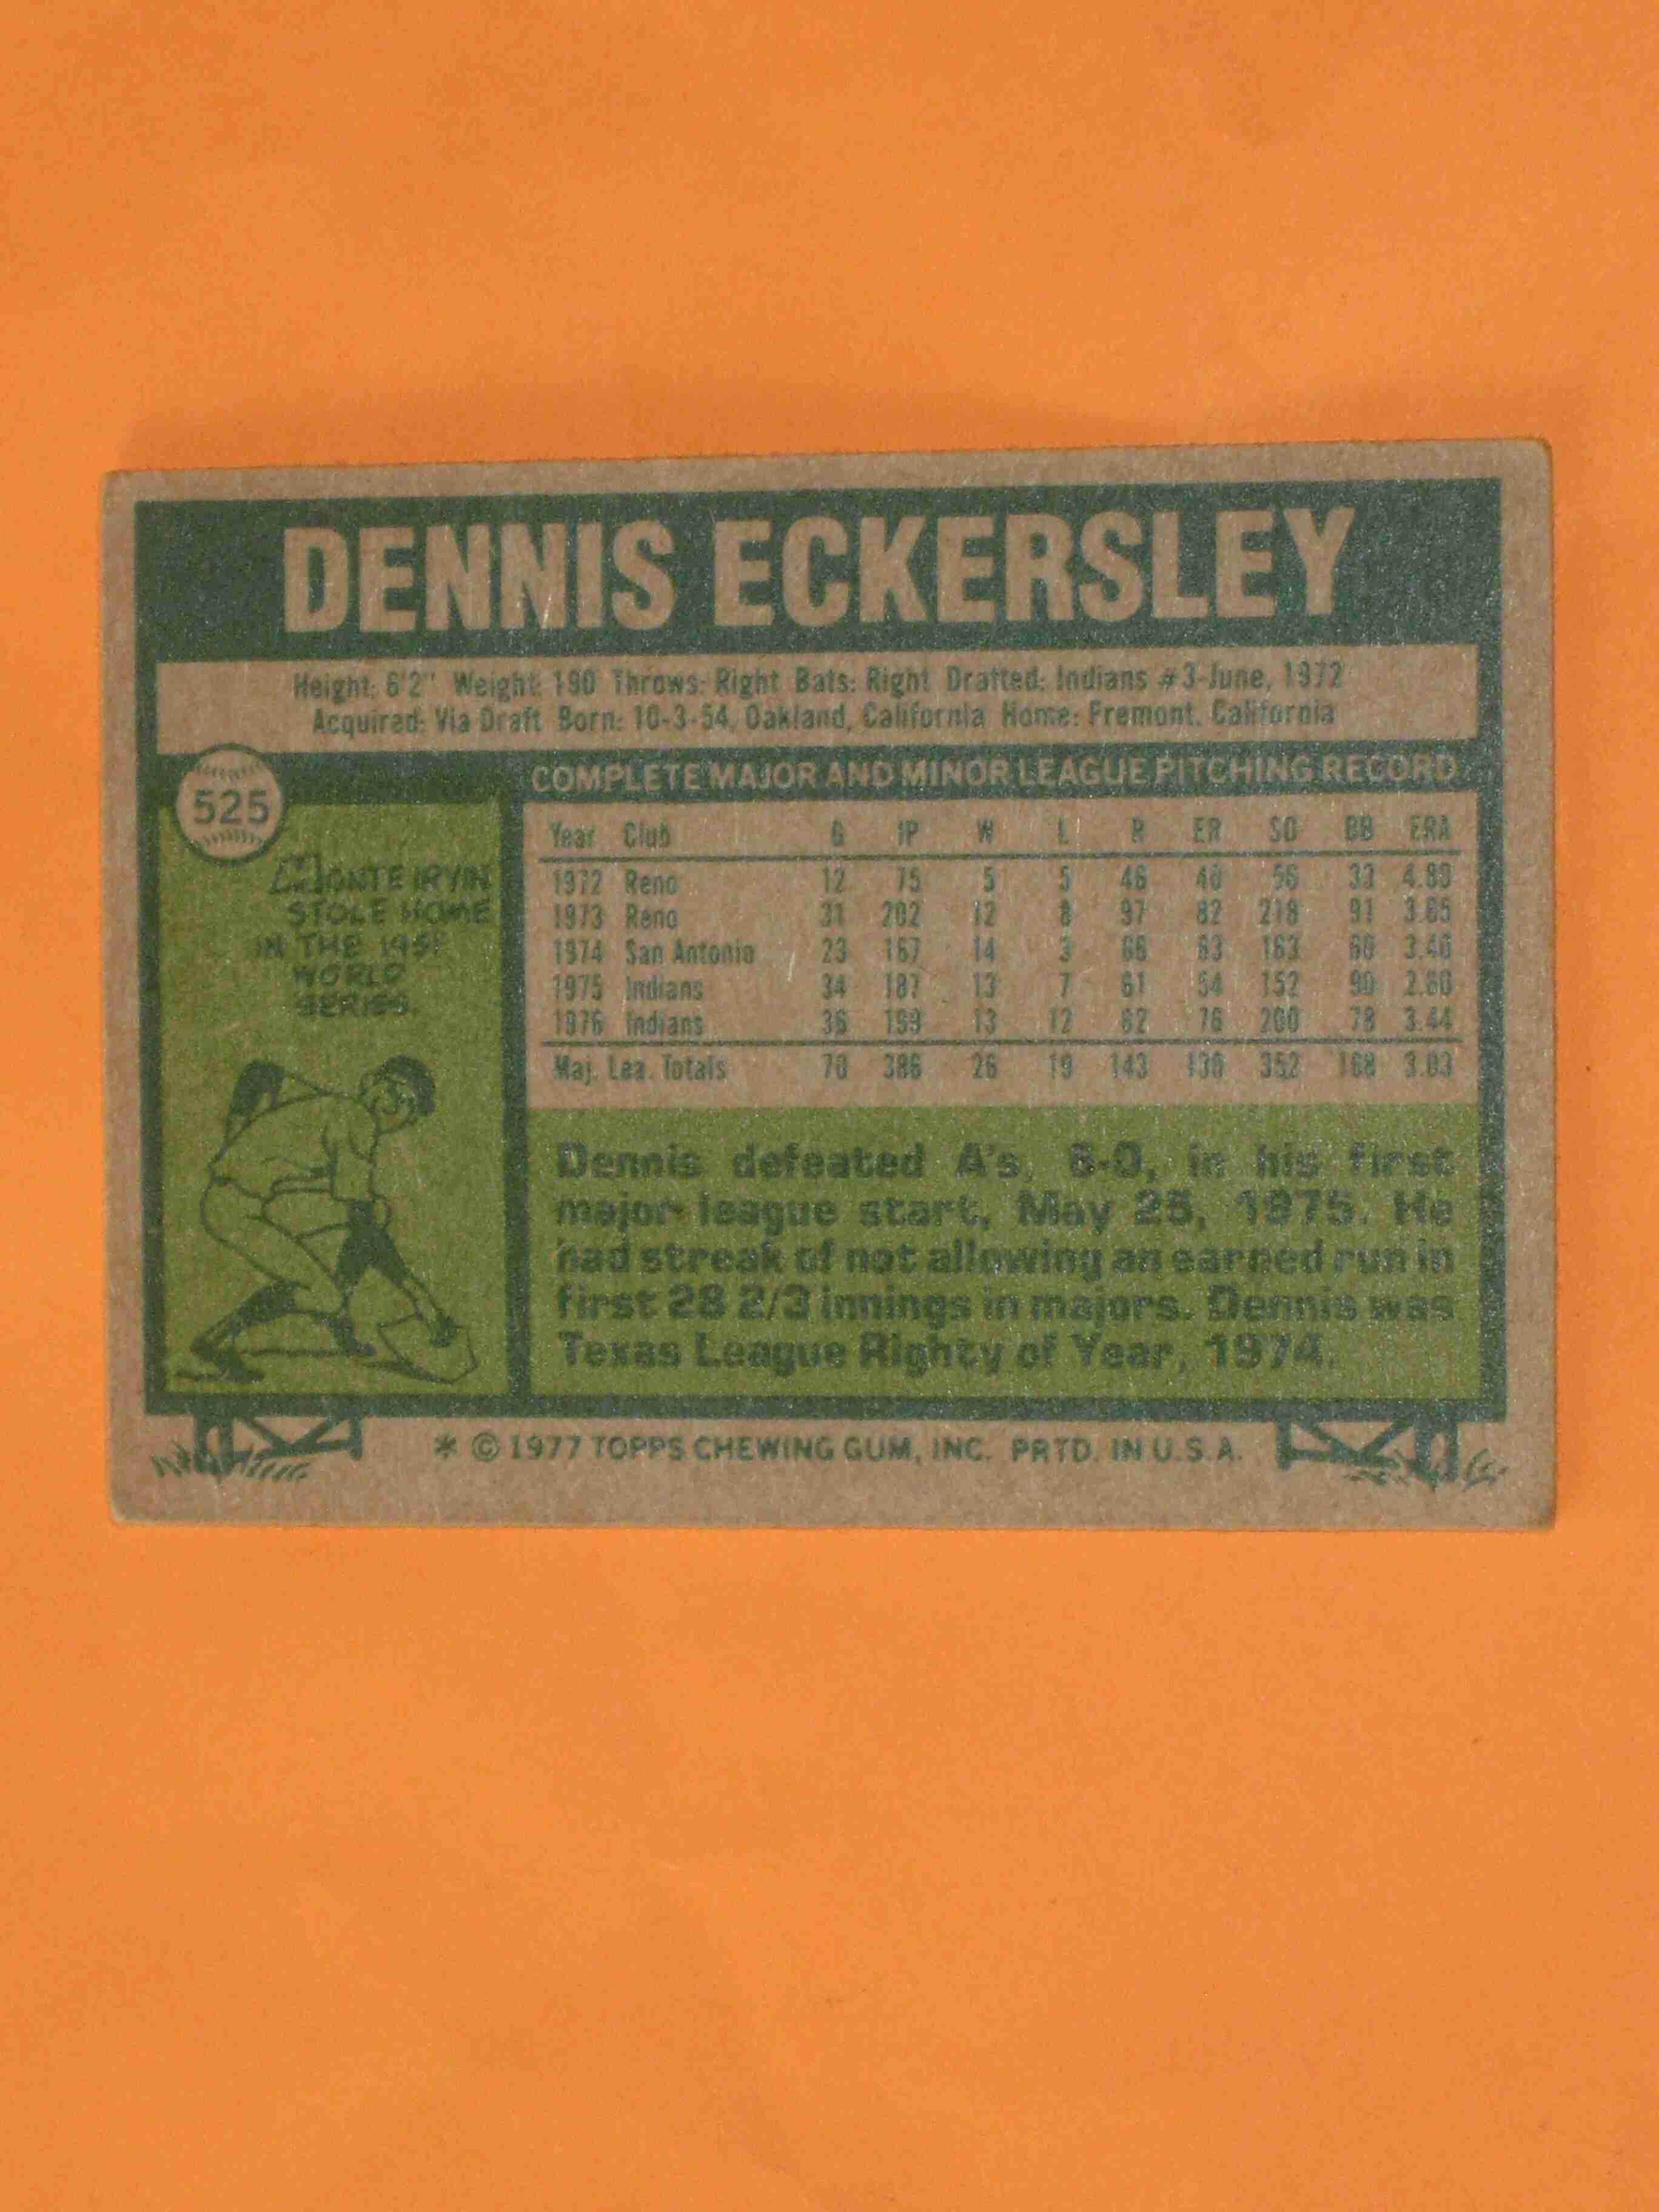 DENNIS ECKERSLEY
Height: 6'2" Weight: 190 Throws: Right Bats: Right Drafted: Indians #3-June, 1972
Acquired: Via Draft Born: 10-3-54, Oakland, California Home: Fremont, California
525
COMPLETE MAJOR AND MINOR LEAGUE PITCHING RECORD
Year Club G IP W L R ER SO BB ERA
1972 Reno 12 75 5 5 46 40 56 33 4.80
1973 Reno 31 202 12 8 97 82 218 91 3.65
1974 San Antonio 23 167 14 3 66 63 163 60 3.40
1975 Indians 34 187 13 7 61 54 152 90 2.60
1976 Indians 36 199 13 12 82 76 200 78 3.44
Maj. Lea. Totals 70 386 26 19 143 130 352 168 3.03
MONTE IRVIN
STOLE HOME
IN THE 1951
WORLD
SERIES.
Dennis defeated A's, 6-0, in his first
major league start, May 25, 1975. He
had streak of not allowing an earned run in
first 28 2/3 innings in majors. Dennis was
Texas League Righty of Year, 1974.
* © 1977 TOPPS CHEWING GUM, INC. PRTD. IN U.S.A.